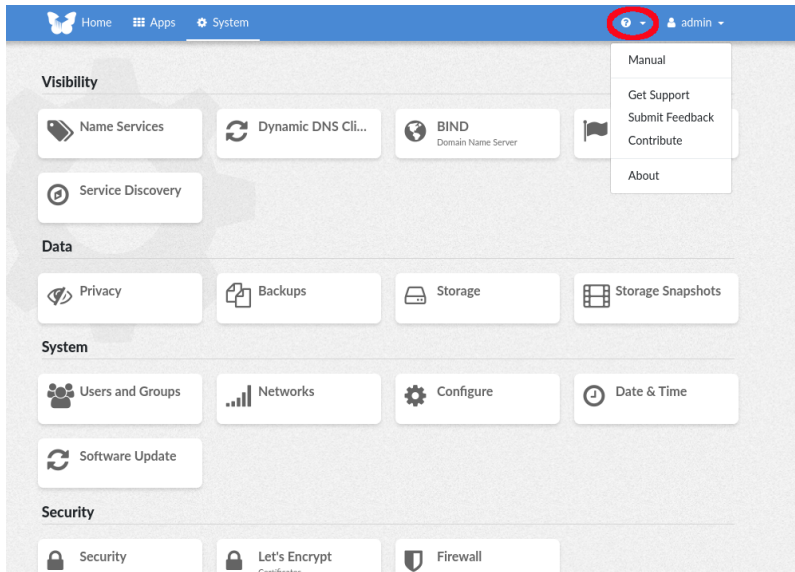 Home Apps System admin
Manual
Get Support
Submit Feedback
Contribute
About
Visibility
Name Services
Dynamic DNS Cli...
BIND
Domain Name Server
Service Discovery
Data
Privacy
Backups
Storage
Storage Snapshots
System
Users and Groups
Networks
Configure
Date & Time
Software Update
Security
Security
Let's Encrypt
Certificates
Firewall